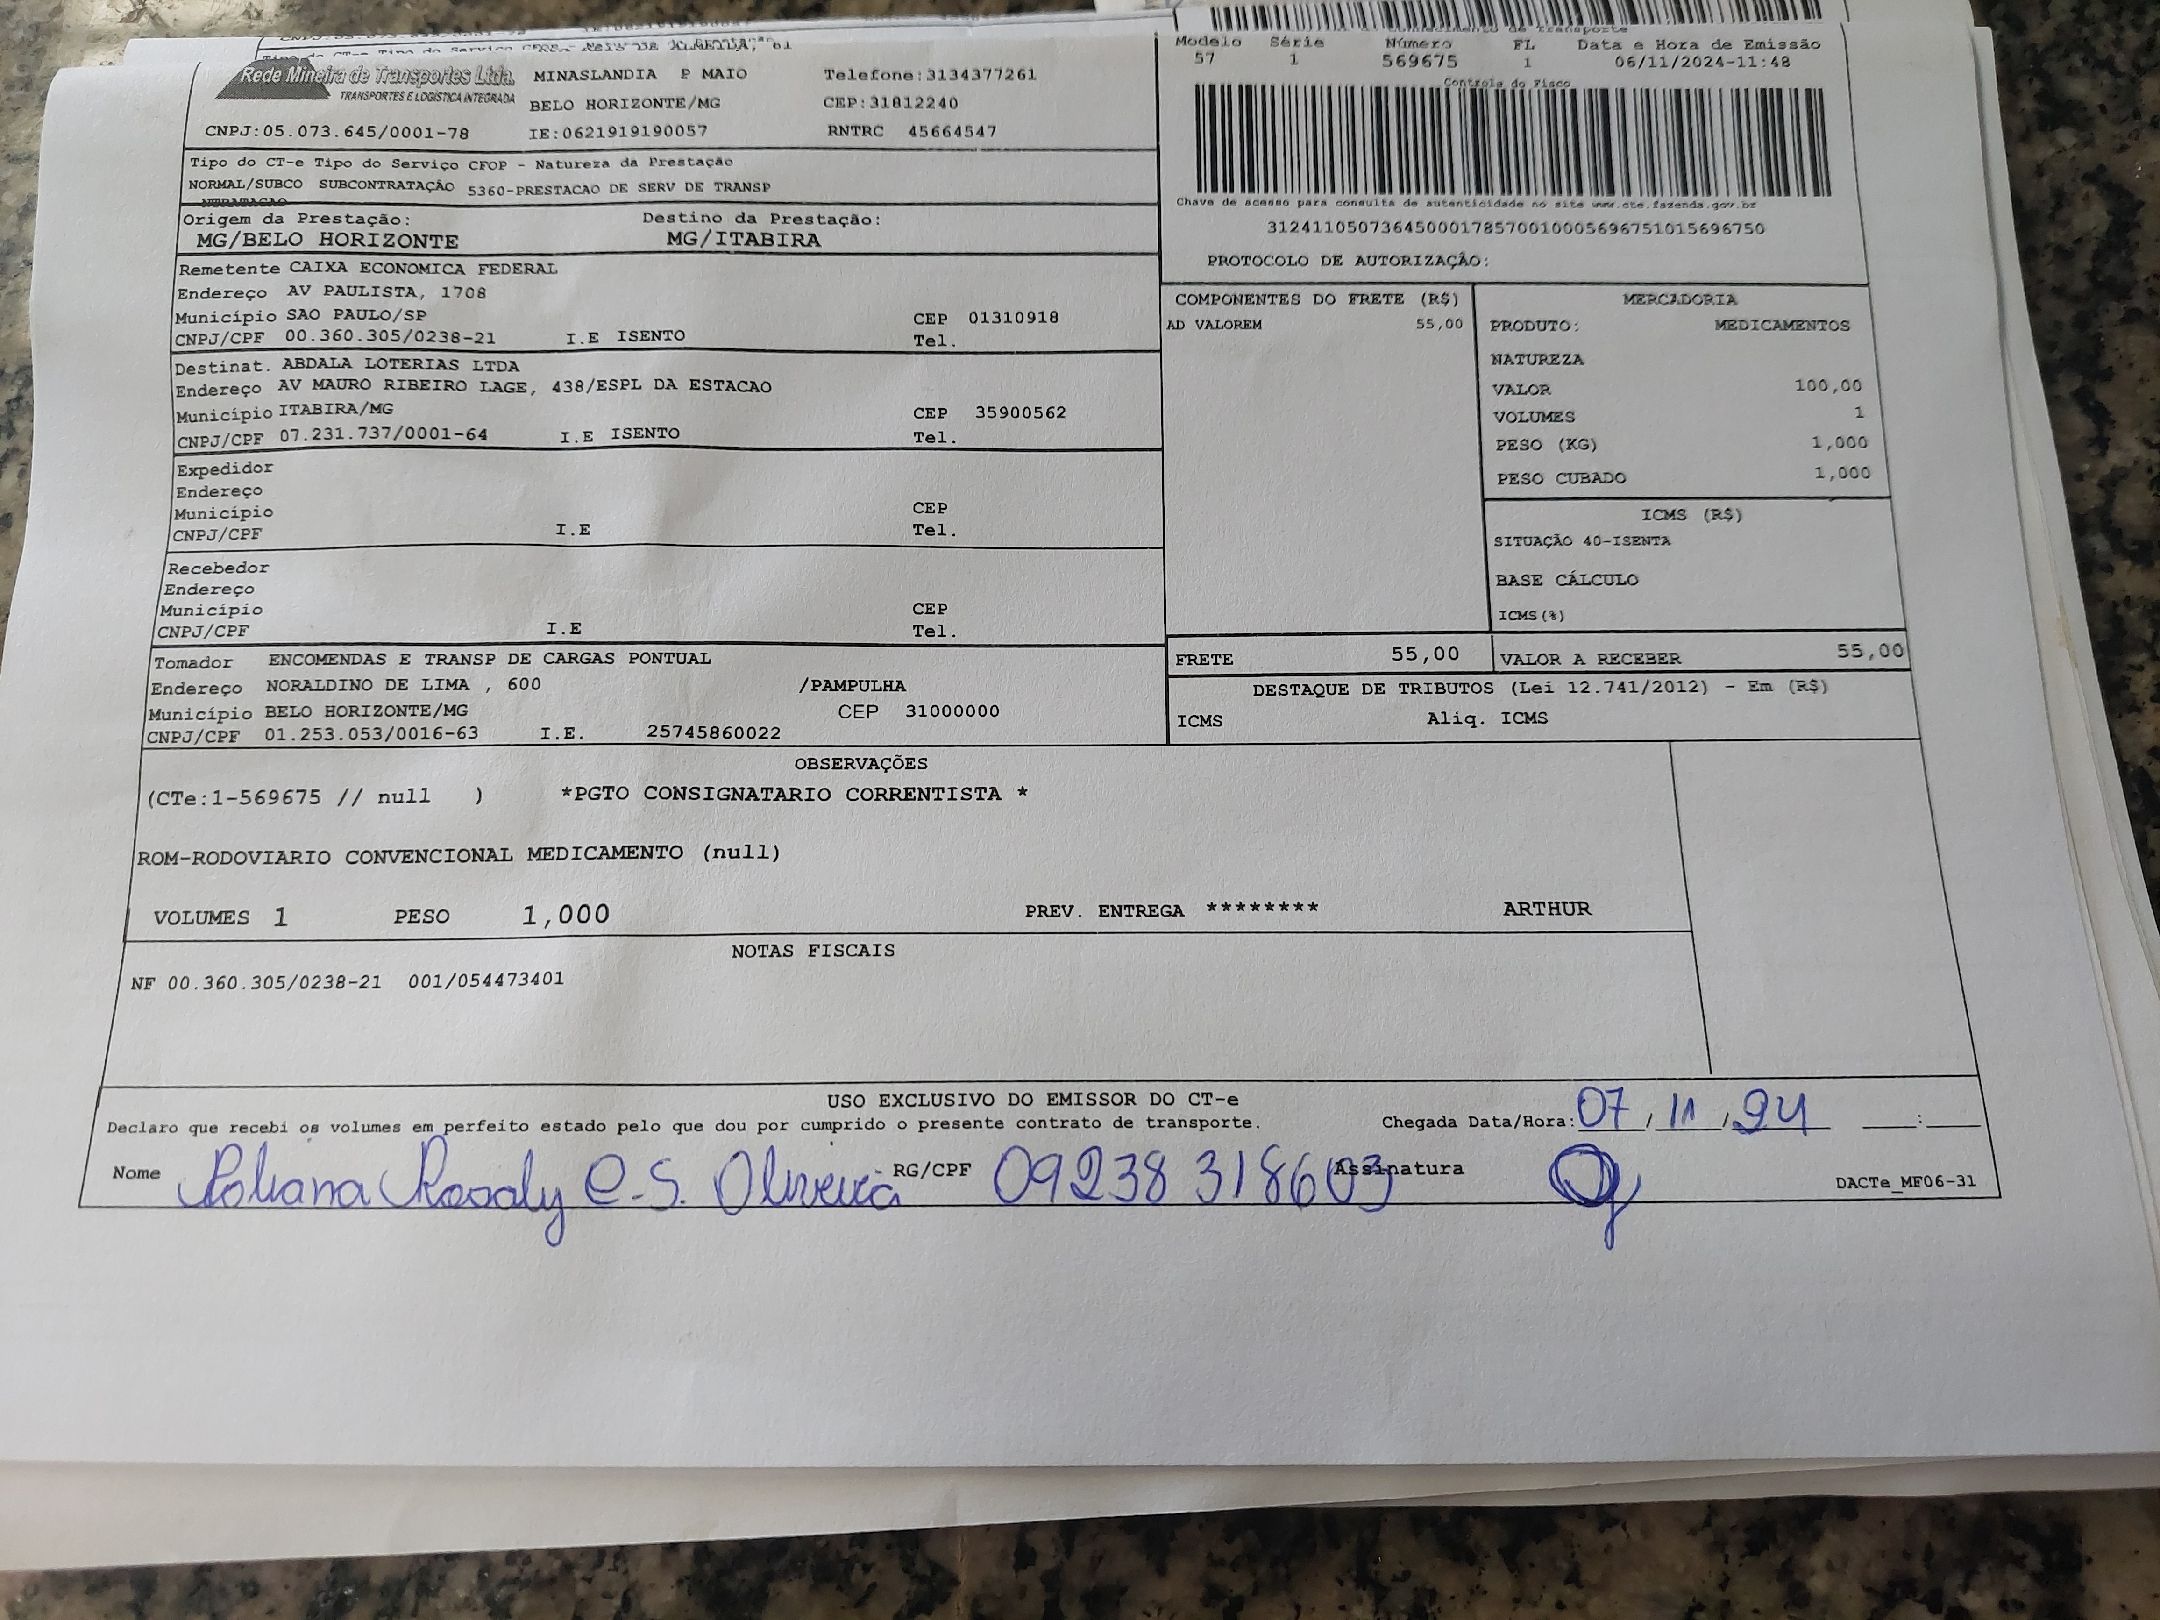 Conhecimento de Transporte
Rede Mineira de Transportes Ltda.
TRANSPORTES E LOGÍSTICA INTEGRADA
MINASLANDIA P MAIO Telefone:3134377261
BELO HORIZONTE/MG CEP:31812240
CNPJ:05.073.645/0001-78 IE:0621919190057 RNTRC 45664547
Modelo Série Número FL Data e Hora de Emissão
57 1 569675 1 06/11/2024-11:48
Controle do Fisco
Chave de acesso para consulta de autenticidade no site www.cte.fazenda.gov.br
31241105073645000178570010005696751015696750
PROTOCOLO DE AUTORIZAÇÃO:
Tipo do CT-e Tipo do Serviço CFOP - Natureza da Prestação
NORMAL/SUBCO SUBCONTRATAÇÃO 5360-PRESTACAO DE SERV DE TRANSP
NTRATACAO
Origem da Prestação: Destino da Prestação:
MG/BELO HORIZONTE MG/ITABIRA
Remetente CAIXA ECONOMICA FEDERAL
Endereço AV PAULISTA, 1708
Município SAO PAULO/SP CEP 01310918
CNPJ/CPF 00.360.305/0238-21 I.E ISENTO Tel.
Destinat. ABDALA LOTERIAS LTDA
Endereço AV MAURO RIBEIRO LAGE, 438/ESPL DA ESTACAO
Município ITABIRA/MG CEP 35900562
CNPJ/CPF 07.231.737/0001-64 I.E ISENTO Tel.
Expedidor
Endereço
Município CEP
CNPJ/CPF I.E Tel.
Recebedor
Endereço
Município CEP
CNPJ/CPF I.E Tel.
Tomador ENCOMENDAS E TRANSP DE CARGAS PONTUAL
Endereço NORALDINO DE LIMA , 600 /PAMPULHA
Município BELO HORIZONTE/MG CEP 31000000
CNPJ/CPF 01.253.053/0016-63 I.E. 25745860022
COMPONENTES DO FRETE (R$)
AD VALOREM 55,00
MERCADORIA
PRODUTO: MEDICAMENTOS
NATUREZA
VALOR 100,00
VOLUMES 1
PESO (KG) 1,000
PESO CUBADO 1,000
ICMS (R$)
SITUAÇÃO 40-ISENTA
BASE CÁLCULO
ICMS(%)
FRETE 55,00 VALOR A RECEBER 55,00
DESTAQUE DE TRIBUTOS (Lei 12.741/2012) - Em (R$)
ICMS Aliq. ICMS
OBSERVAÇÕES
(CTe:1-569675 // null ) *PGTO CONSIGNATARIO CORRENTISTA *
ROM-RODOVIARIO CONVENCIONAL MEDICAMENTO (null)
VOLUMES 1 PESO 1,000 PREV. ENTREGA ******** ARTHUR
NOTAS FISCAIS
NF 00.360.305/0238-21 001/054473401
USO EXCLUSIVO DO EMISSOR DO CT-e
Declaro que recebi os volumes em perfeito estado pelo que dou por cumprido o presente contrato de transporte. Chegada Data/Hora: 07/11/24 __:__
Nome Poliana Rosaly C.S. Oliveira RG/CPF 09238318603 Assinatura
DACTe_MF06-31